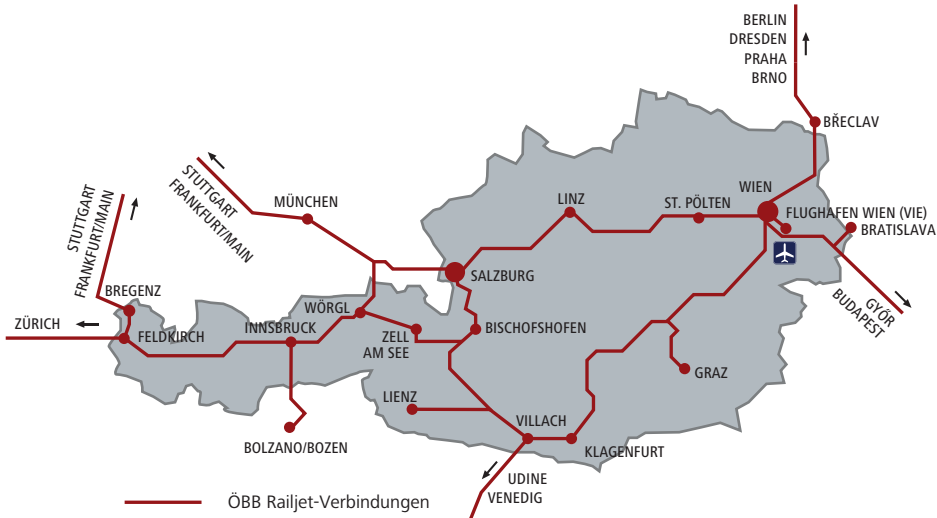 BERLIN
DRESDEN
PRAHA
BRNO
BŘECLAV
STUTTGART
FRANKFURT/MAIN
MÜNCHEN
STUTTGART
FRANKFURT/MAIN
LINZ
ST. PÖLTEN
WIEN
FLUGHAFEN WIEN (VIE)
BRATISLAVA
SALZBURG
BREGENZ
ZÜRICH
FELDKIRCH
INNSBRUCK
WÖRGL
ZELL
AM SEE
BISCHOFSHOFEN
GYŐR
BUDAPEST
GRAZ
LIENZ
VILLACH
KLAGENFURT
BOLZANO/BOZEN
UDINE
VENEDIG
ÖBB Railjet-Verbindungen